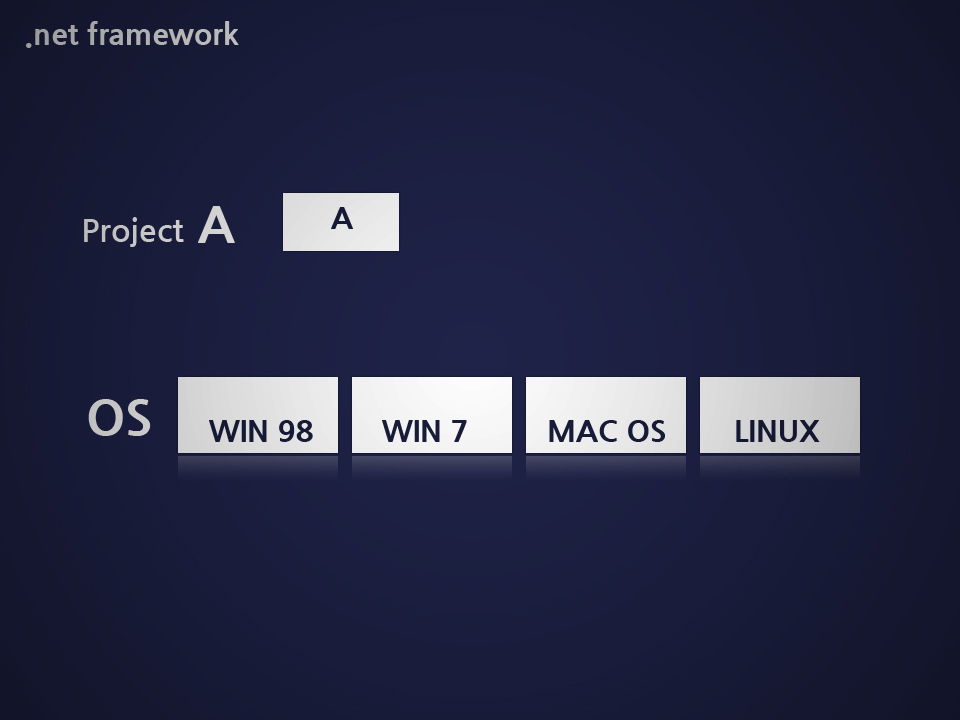 .net framework
Project A
A
OS
WIN 98
WIN 7
MAC OS
LINUX